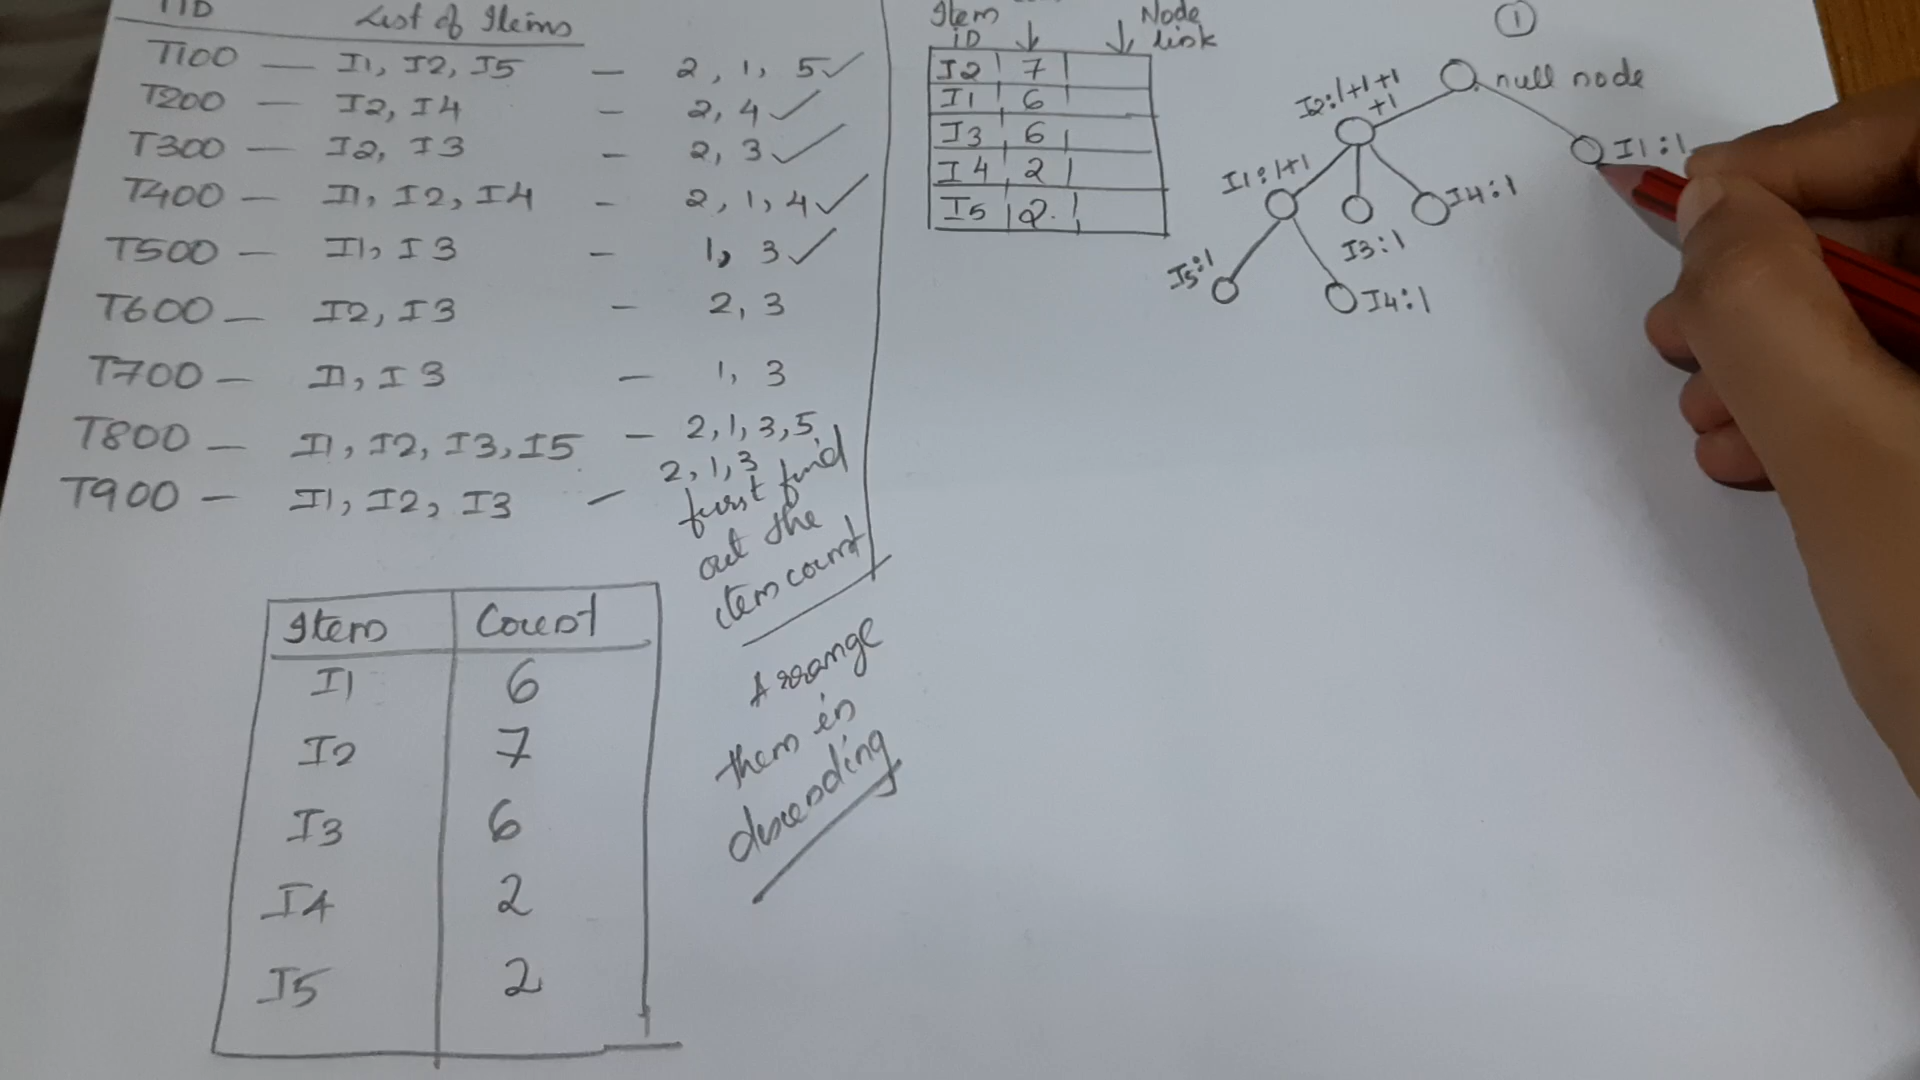 TID List of Items
T100 — I1, I2, I5 — 2, 1, 5 ✓
T200 — I2, I4 — 2, 4 ✓
T300 — I2, I3 — 2, 3 ✓
T400 — I1, I2, I4 — 2, 1, 4 ✓
T500 — I1, I3 — 1, 3 ✓
T600 — I2, I3 — 2, 3
T700 — I1, I3 — 1, 3
T800 — I1, I2, I3, I5 — 2, 1, 3, 5
T900 — I1, I2, I3 — 2, 1, 3
first find
out the
item count
Arrange
them in
descending
Item Count
I1 6
I2 7
I3 6
I4 2
I5 2
Item Node
ID link
I2 7
I1 6
I3 6
I4 2
I5 2
1
null node
I2:1+1+1
+1
I1:1
I1:1+1
I4:1
I3:1
I5:1
I4:1